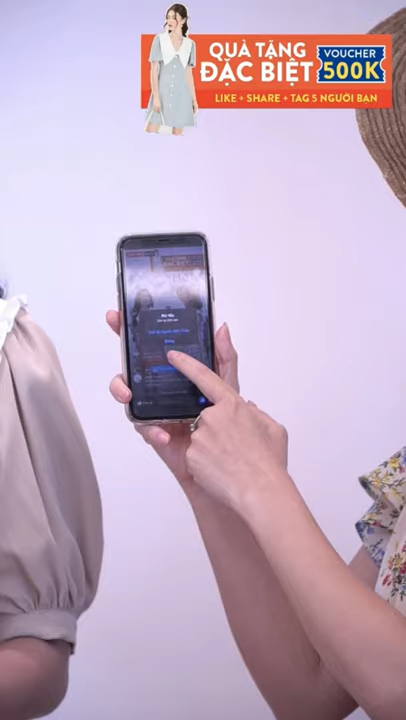 QUÀ TẶNG
ĐẶC BIỆT
VOUCHER
500K
LIKE + SHARE + TAG 5 NGƯỜI BẠN